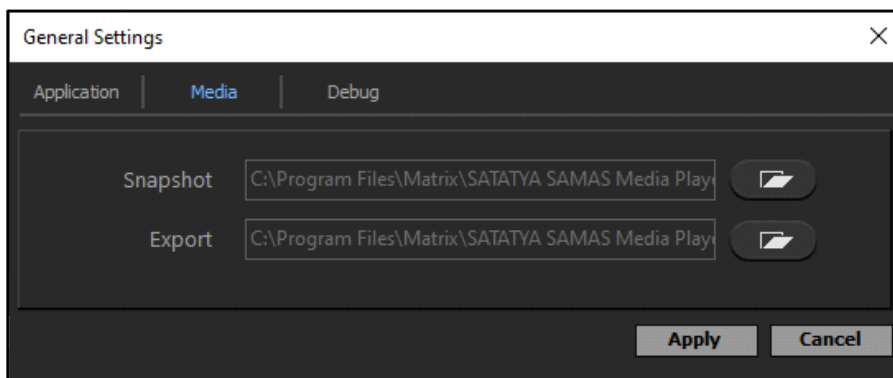 General Settings
Application Media Debug
Snapshot C:\Program Files\Matrix\SATATYA SAMAS Media Playe
Export C:\Program Files\Matrix\SATATYA SAMAS Media Playe
Apply Cancel